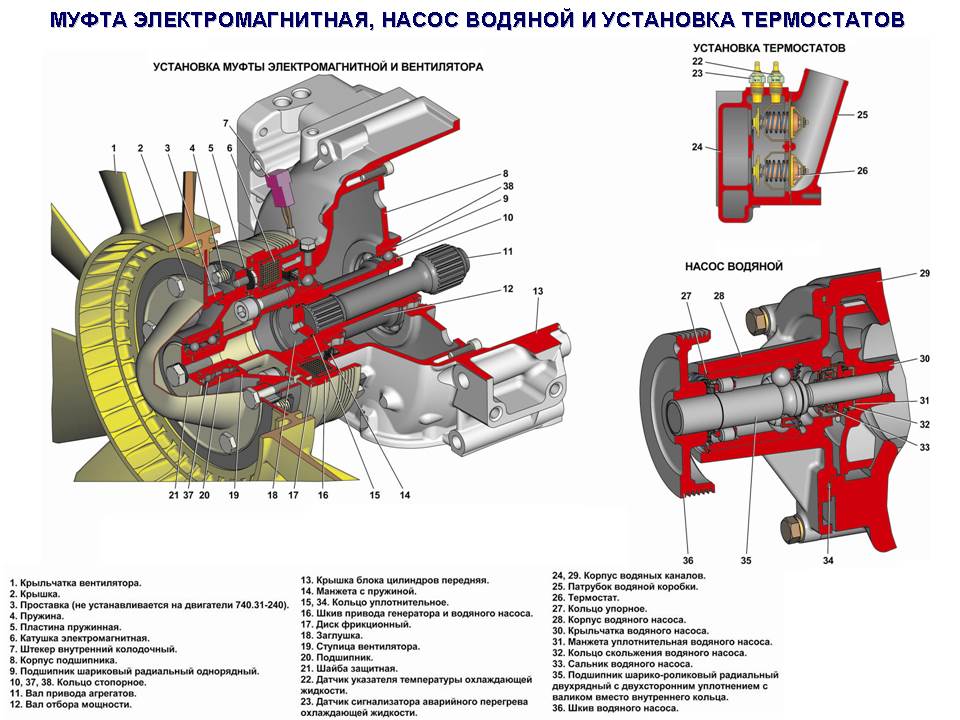 МУФТА ЭЛЕКТРОМАГНИТНАЯ, НАСОС ВОДЯНОЙ И УСТАНОВКА ТЕРМОСТАТОВ
УСТАНОВКА МУФТЫ ЭЛЕКТРОМАГНИТНОЙ И ВЕНТИЛЯТОРА
1 2 3 4 5 6
7
8
38
9
10
11
12
13
21 37 20 19 18 17 16 15 14
УСТАНОВКА ТЕРМОСТАТОВ
22
23
24
25
26
НАСОС ВОДЯНОЙ
27 28
29
30
31
32
33
36 35 34
1. Крыльчатка вентилятора.
2. Крышка.
3. Проставка (не устанавливается на двигатели 740.31-240).
4. Пружина.
5. Пластина пружинная.
6. Катушка электромагнитная.
7. Штекер внутренний колодочный.
8. Корпус подшипника.
9. Подшипник шариковый радиальный однорядный.
10, 37, 38. Кольцо стопорное.
11. Вал привода агрегатов.
12. Вал отбора мощности.
13. Крышка блока цилиндров передняя.
14. Манжета с пружиной.
15, 34. Кольцо уплотнительное.
16. Шкив привода генератора и водяного насоса.
17. Диск фрикционный.
18. Заглушка.
19. Ступица вентилятора.
20. Подшипник.
21. Шайба защитная.
22. Датчик указателя температуры охлаждающей
жидкости.
23. Датчик сигнализатора аварийного перегрева
охлаждающей жидкости.
24, 29. Корпус водяных каналов.
25. Патрубок водяной коробки.
26. Термостат.
27. Кольцо упорное.
28. Корпус водяного насоса.
30. Крыльчатка водяного насоса.
31. Манжета уплотнительная водяного насоса.
32. Кольцо скольжения водяного насоса.
33. Сальник водяного насоса.
35. Подшипник шарико-роликовый радиальный
двухрядный с двухсторонним уплотнением с
валиком вместо внутреннего кольца.
36. Шкив водяного насоса.